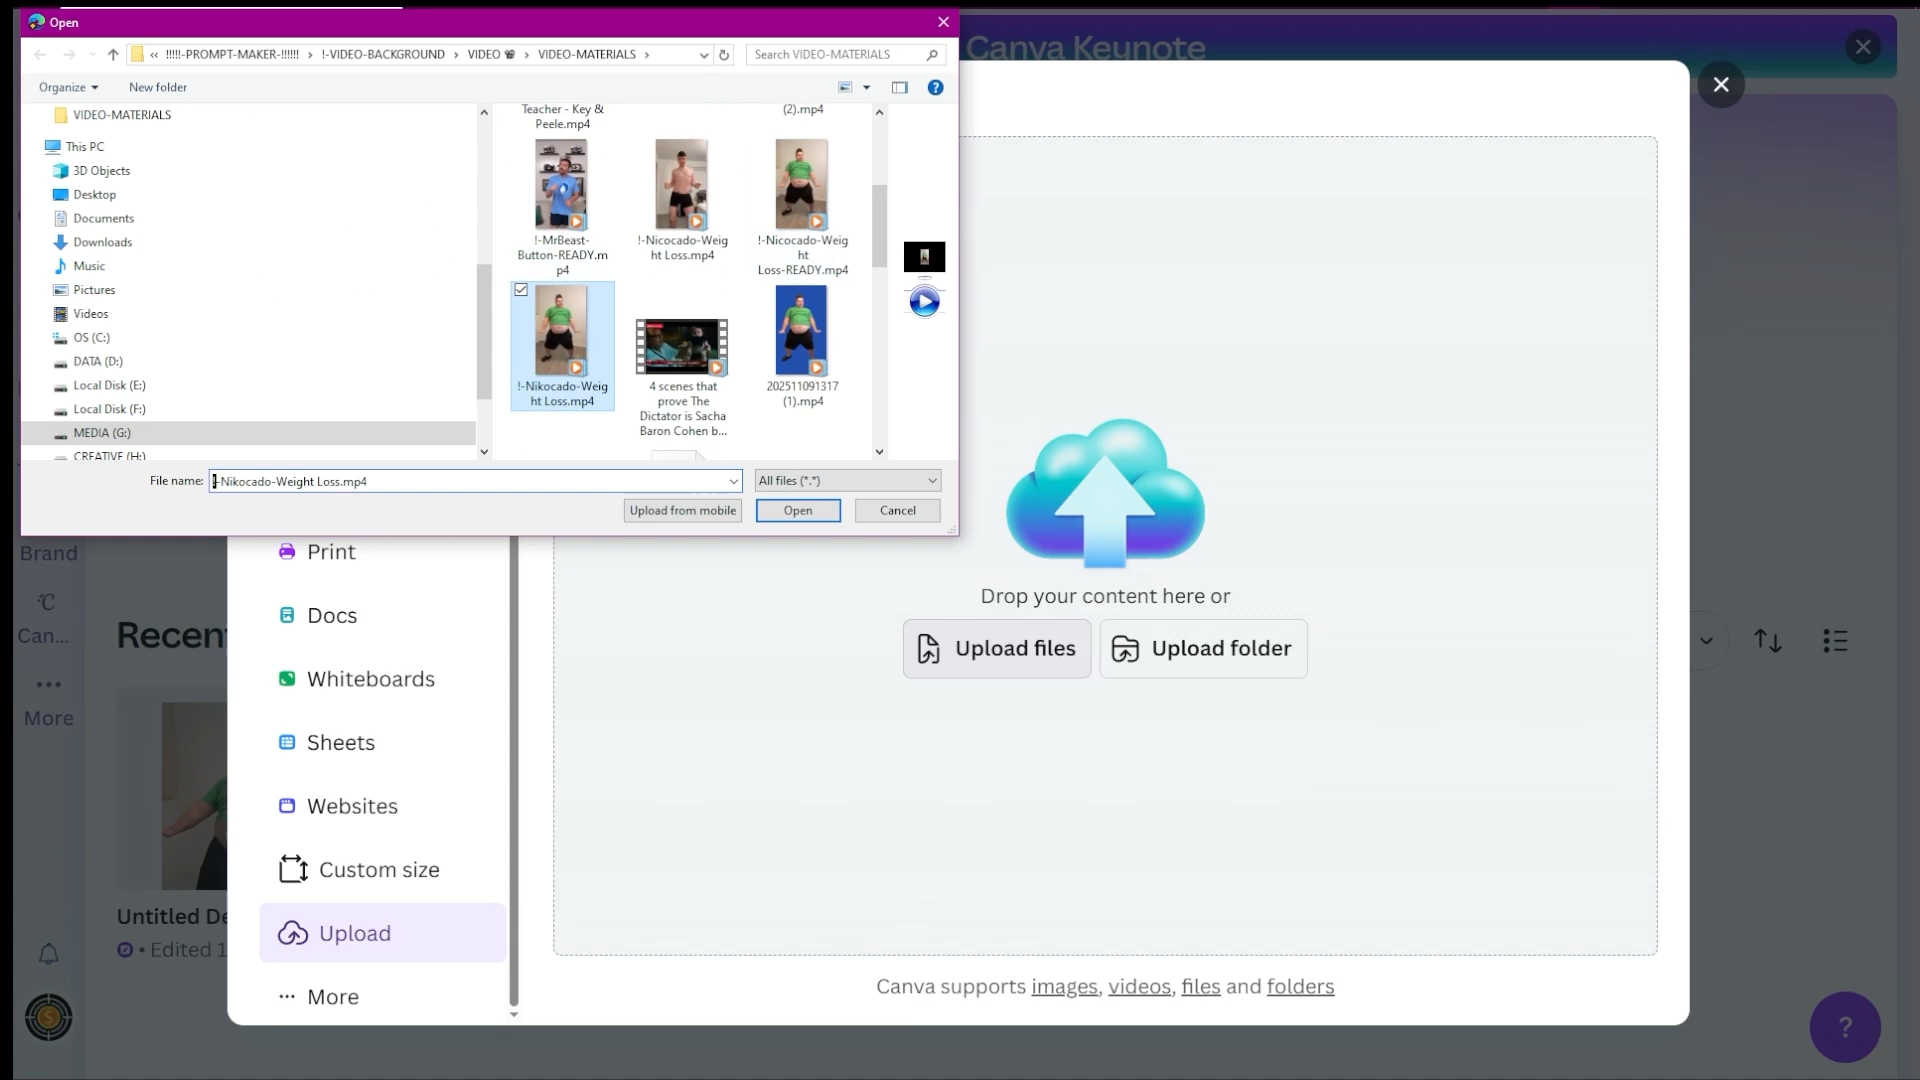 Open
Canva Keynote
« !!!!!-PROMPT-MAKER-!!!!!! › !-VIDEO-BACKGROUND › VIDEO 📽 › VIDEO-MATERIALS ›
Search VIDEO-MATERIALS
Organize
New folder
VIDEO-MATERIALS
This PC
3D Objects
Desktop
Documents
Downloads
Music
Pictures
Videos
OS (C:)
DATA (D:)
Local Disk (E:)
Local Disk (F:)
MEDIA (G:)
CREATIVE (H:)
Teacher - Key &
Peele.mp4
(2).mp4
!-MrBeast-
Button-READY.m
p4
!-Nicocado-Weig
ht Loss.mp4
!-Nicocado-Weig
ht
Loss-READY.mp4
!-Nikocado-Weig
ht Loss.mp4
4 scenes that
prove The
Dictator is Sacha
Baron Cohen b...
202511091317
(1).mp4
File name:
!-Nikocado-Weight Loss.mp4
All files (*.*)
Upload from mobile
Open
Cancel
Brand
Can...
More
Recen
Untitled De
• Edited 1
Print
Docs
Whiteboards
Sheets
Websites
Custom size
Upload
More
Drop your content here or
Upload files
Upload folder
Canva supports images, videos, files and folders
?